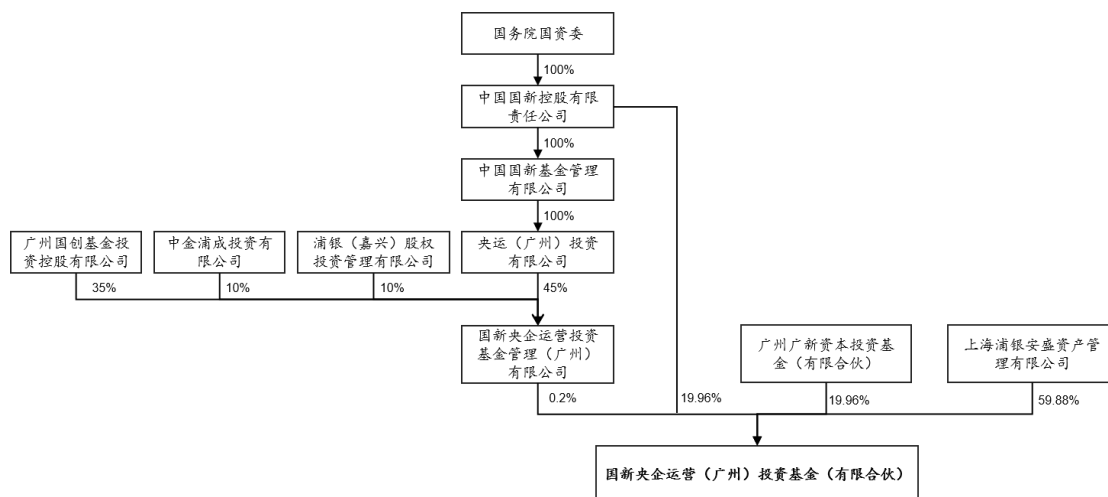 国务院国资委
100%
中国国新控股有限
责任公司
100%
中国国新基金管理
有限公司
100%
广州国创基金投
资控股有限公司
中金浦成投资有
限公司
浦银（嘉兴）股权
投资管理有限公司
央运（广州）投资
有限公司
35%
10%
10%
45%
国新央企运营投资
基金管理（广州）
有限公司
广州广新资本投资基
金（有限合伙）
上海浦银安盛资产管
理有限公司
0.2%
19.96%
19.96%
59.88%
国新央企运营（广州）投资基金（有限合伙）